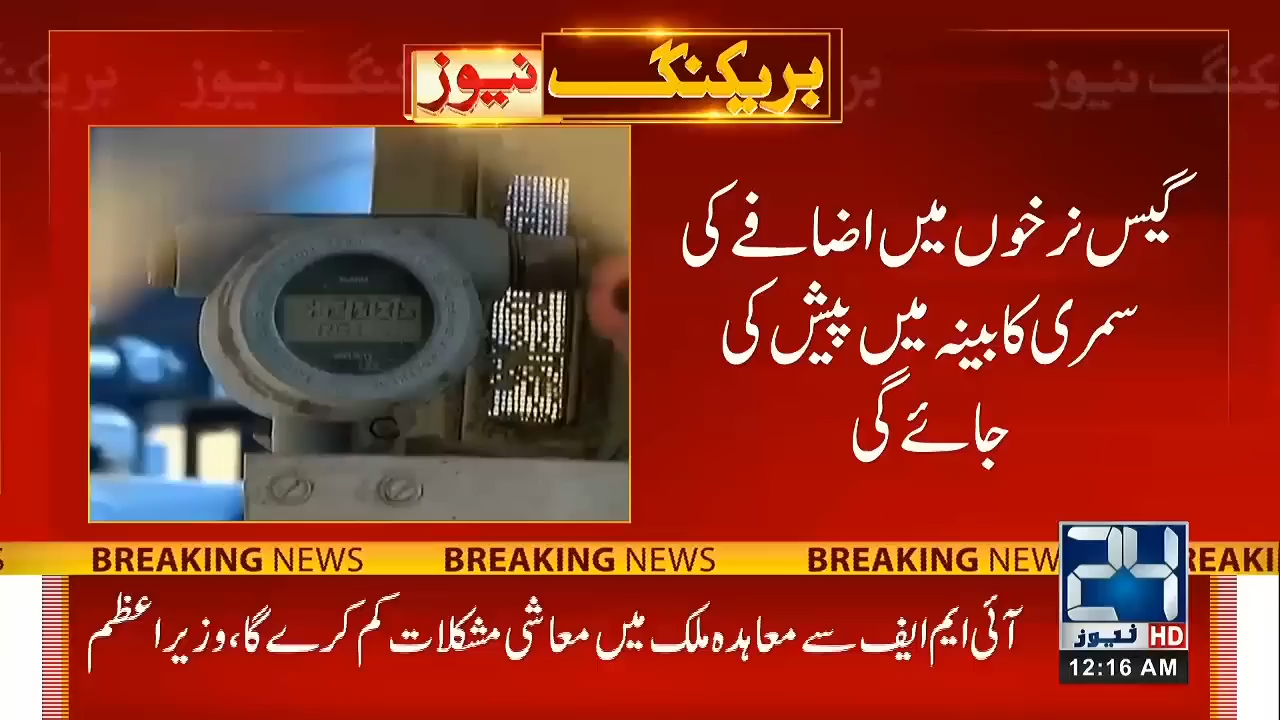 بریکنگ نیوز
گیس نرخوں میں اضافے کی
سمری کابینہ میں پیش کی
جائے گی
BREAKING NEWS BREAKING NEWS BREAKING NEWS
آئی ایم ایف سے معاہدہ ملک میں معاشی مشکلات کم کرے گا، وزیراعظم
24
نیوز HD
12:16 AM